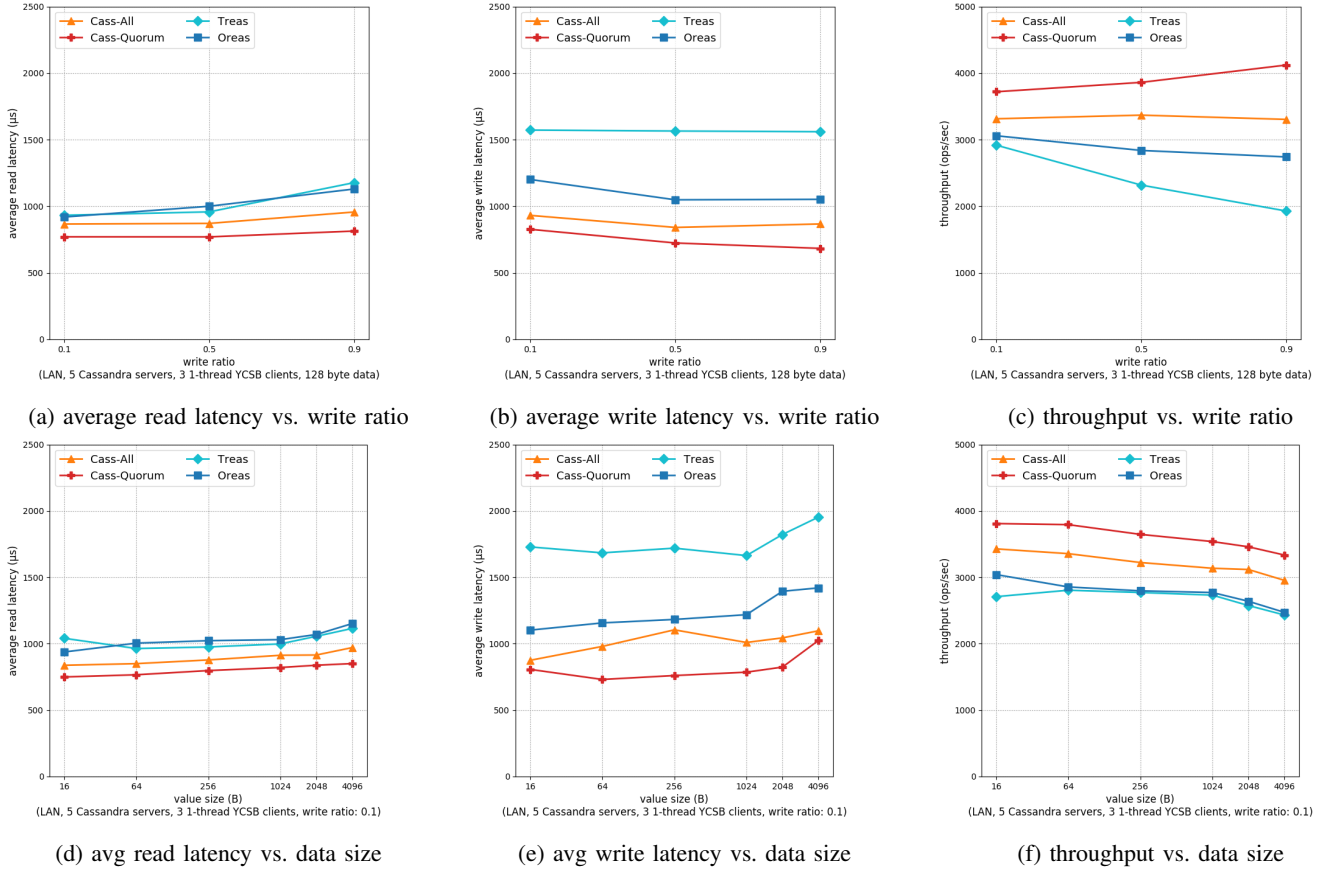 2500
2000
1500
1000
500
0
average read latency (μs)
Cass-All
Cass-Quorum
Treas
Oreas
0.1
0.5
0.9
write ratio
(LAN, 5 Cassandra servers, 3 1-thread YCSB clients, 128 byte data)
(a) average read latency vs. write ratio
2500
2000
1500
1000
500
0
average write latency (μs)
Cass-All
Cass-Quorum
Treas
Oreas
0.1
0.5
0.9
write ratio
(LAN, 5 Cassandra servers, 3 1-thread YCSB clients, 128 byte data)
(b) average write latency vs. write ratio
5000
4000
3000
2000
1000
0
throughput (ops/sec)
Cass-All
Cass-Quorum
Treas
Oreas
0.1
0.5
0.9
write ratio
(LAN, 5 Cassandra servers, 3 1-thread YCSB clients, 128 byte data)
(c) throughput vs. write ratio
2500
2000
1500
1000
500
0
average read latency (μs)
Cass-All
Cass-Quorum
Treas
Oreas
16
64
256
1024
2048
4096
value size (B)
(LAN, 5 Cassandra servers, 3 1-thread YCSB clients, write ratio: 0.1)
(d) avg read latency vs. data size
2500
2000
1500
1000
500
0
average write latency (μs)
Cass-All
Cass-Quorum
Treas
Oreas
16
64
256
1024
2048
4096
value size (B)
(LAN, 5 Cassandra servers, 3 1-thread YCSB clients, write ratio: 0.1)
(e) avg write latency vs. data size
5000
4000
3000
2000
1000
0
throughput (ops/sec)
Cass-All
Cass-Quorum
Treas
Oreas
16
64
256
1024
2048
4096
value size (B)
(LAN, 5 Cassandra servers, 3 1-thread YCSB clients, write ratio: 0.1)
(f) throughput vs. data size